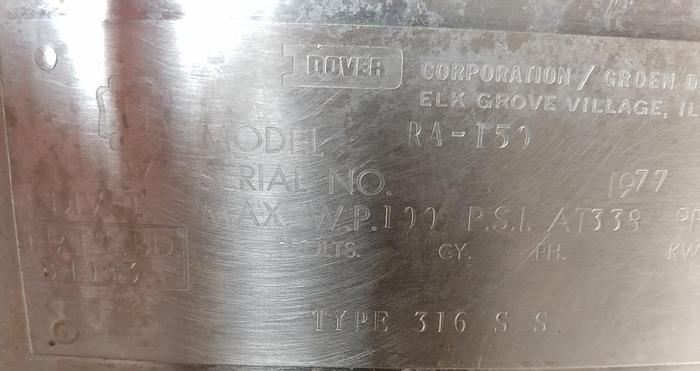 DOVER CORPORATION / GROEN D
ELK GROVE VILLAGE, IL
MODEL RA-150
SERIAL NO. 1977
MAX. W.P. 100 P.S.I. AT 338 °F
VOLTS. CY. PH. KW
TYPE 316 S.S.